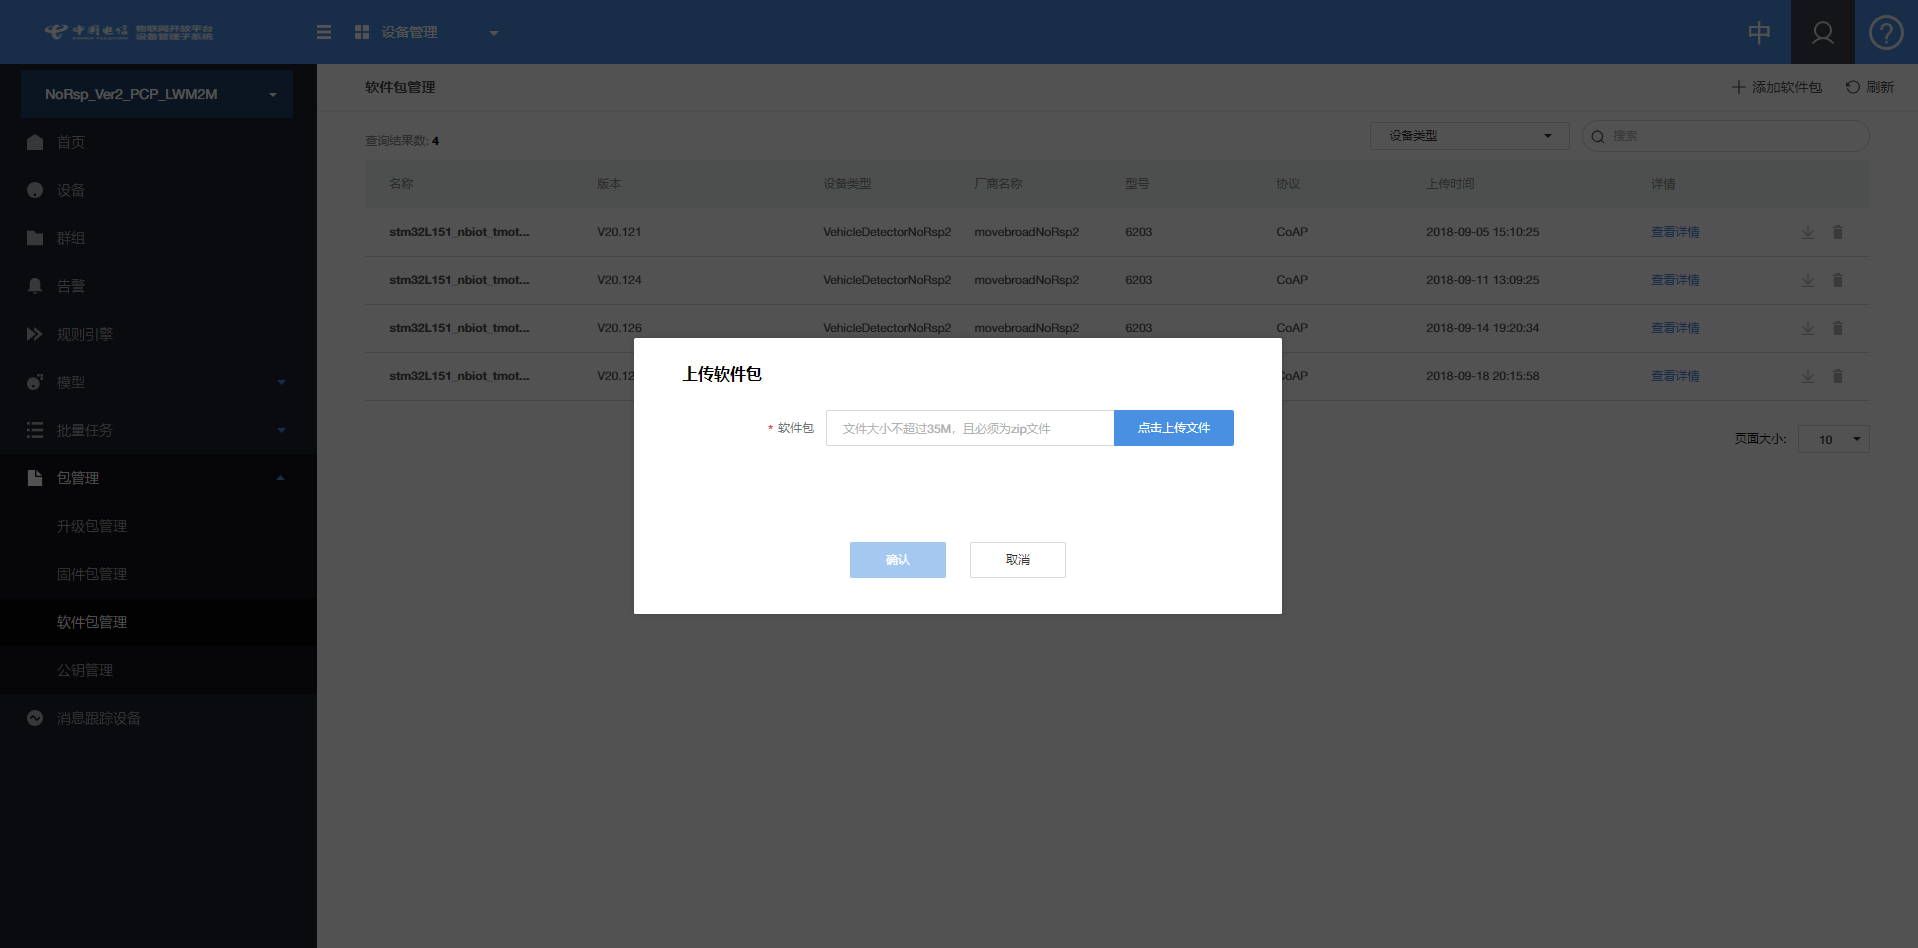 中国电信 物联网开放平台
设备管理子系统
设备管理
中
NoRsp_Ver2_PCP_LWM2M
首页
设备
群组
告警
规则引擎
模型
批量任务
包管理
升级包管理
固件包管理
软件包管理
公钥管理
消息跟踪设备
软件包管理
添加软件包 刷新
查询结果数: 4
设备类型 搜索
名称 版本 设备类型 厂商名称 型号 协议 上传时间 详情
stm32L151_nbiot_tmot... V20.121 VehicleDetectorNoRsp2 movebroadNoRsp2 6203 CoAP 2018-09-05 15:10:25 查看详情
stm32L151_nbiot_tmot... V20.124 VehicleDetectorNoRsp2 movebroadNoRsp2 6203 CoAP 2018-09-11 13:09:25 查看详情
stm32L151_nbiot_tmot... V20.126 VehicleDetectorNoRsp2 movebroadNoRsp2 6203 CoAP 2018-09-14 19:20:34 查看详情
stm32L151_nbiot_tmot... V20.12 CoAP 2018-09-18 20:15:58 查看详情
页面大小: 10
上传软件包
* 软件包 文件大小不超过35M，且必须为zip文件 点击上传文件
确认 取消